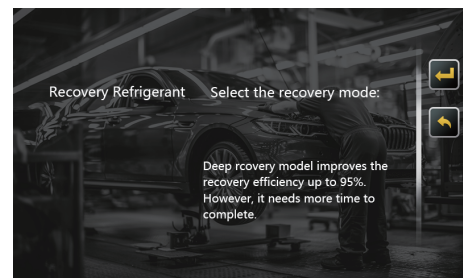 Recovery Refrigerant
Select the recovery mode:
Deep rcovery model improves the
recovery efficiency up to 95%.
However, it needs more time to
complete.